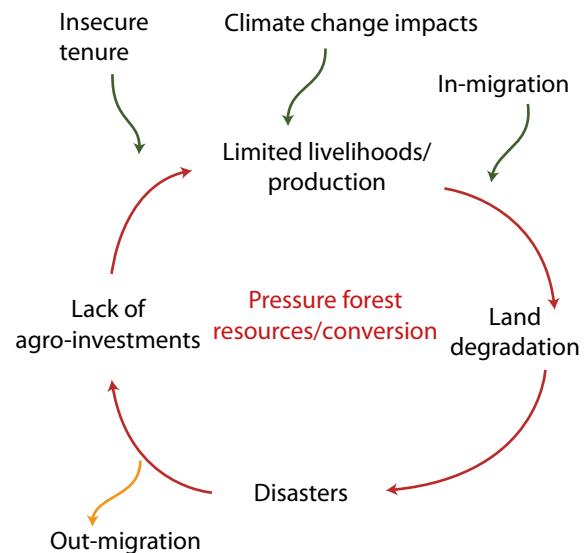 Insecure
tenure
Climate change impacts
In-migration
Limited livelihoods/
production
Lack of
agro-investments
Pressure forest
resources/conversion
Land
degradation
Disasters
Out-migration